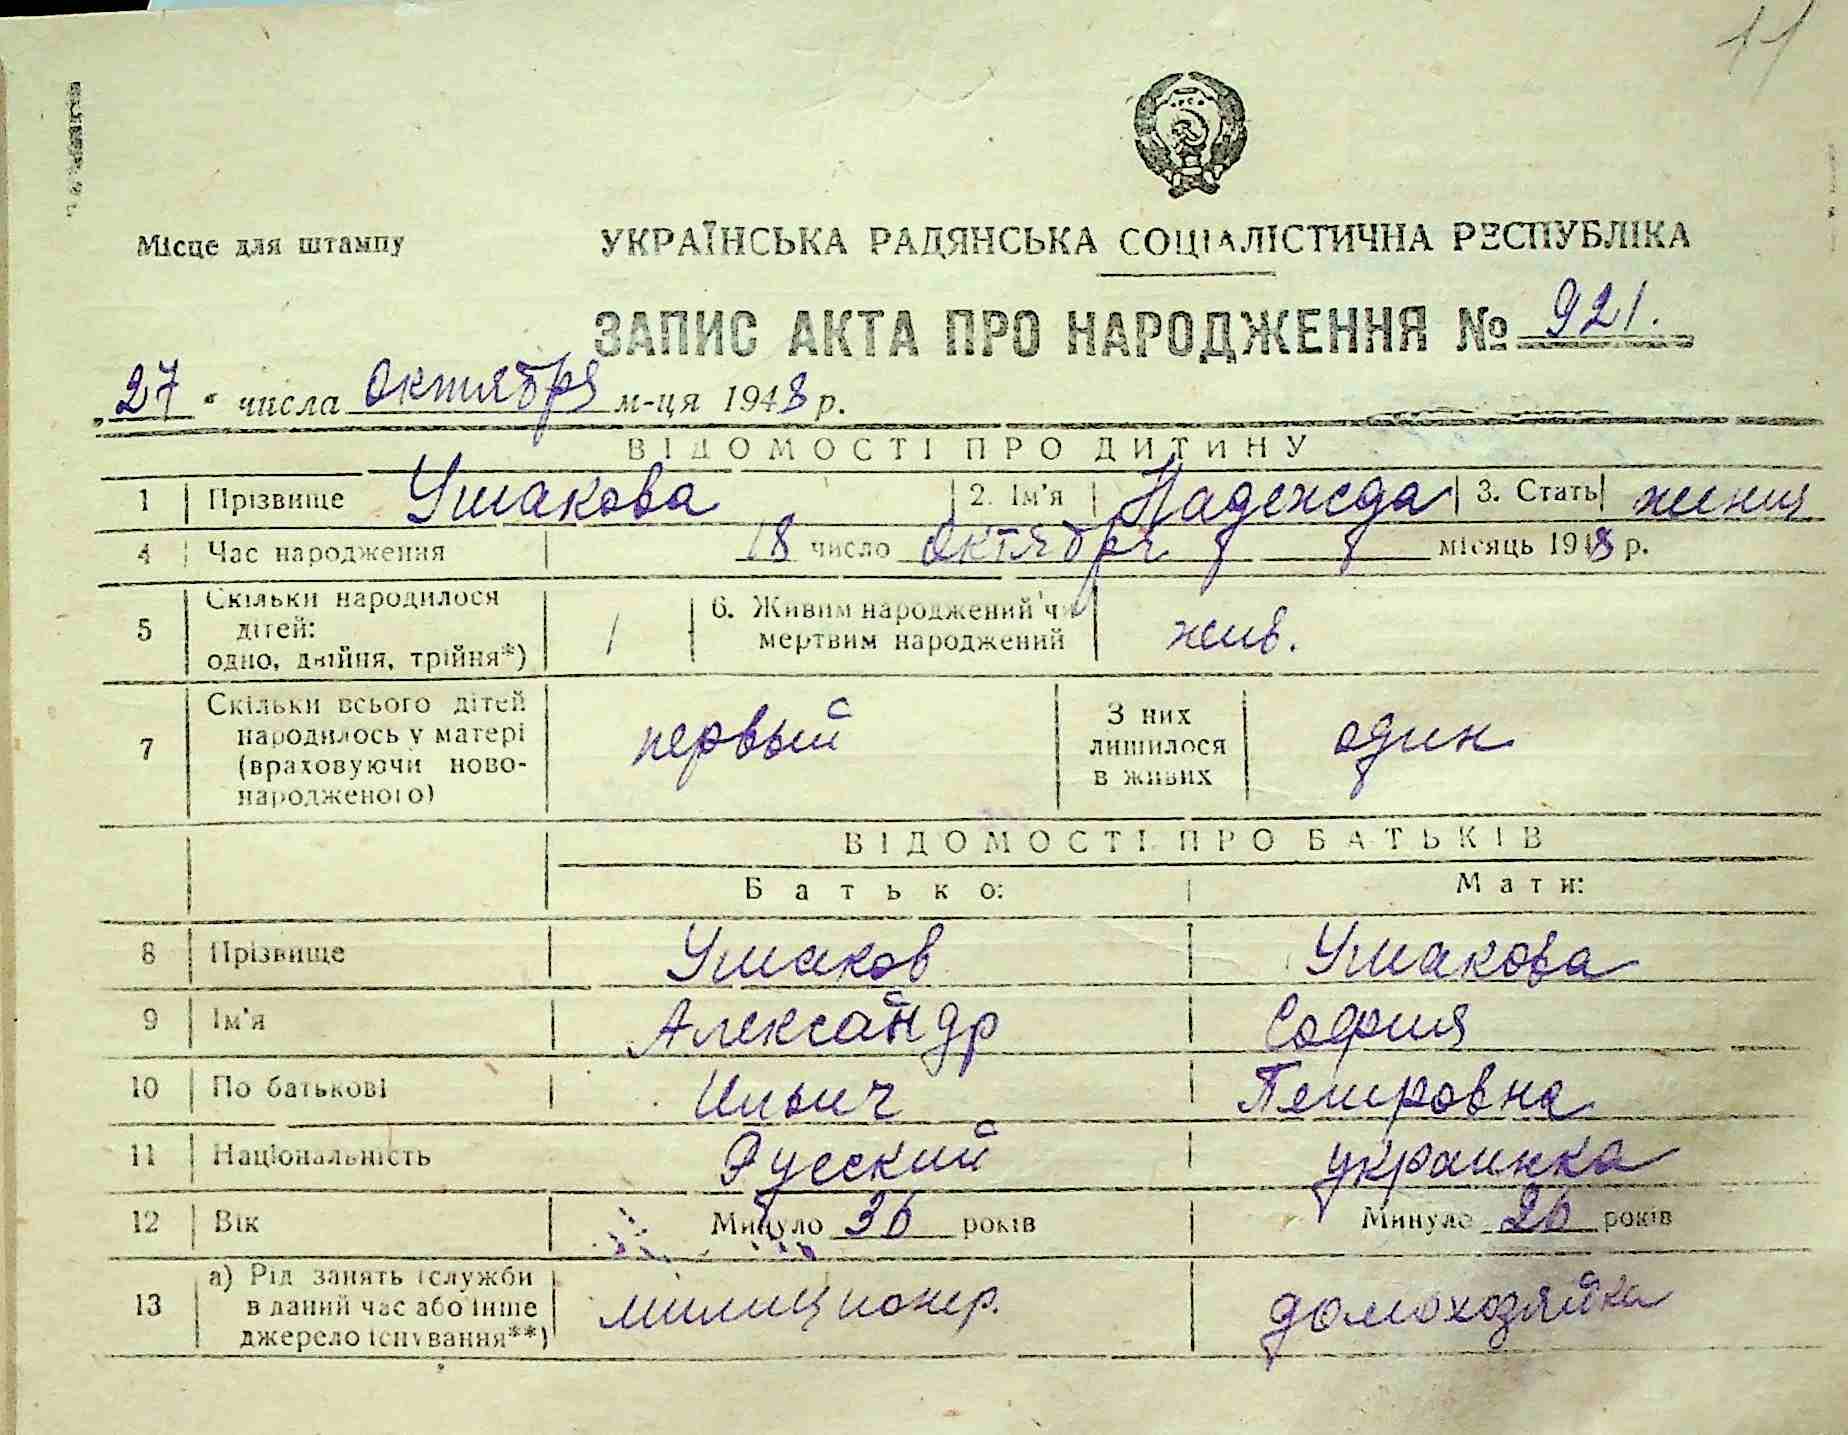 11
Місце для штампу
УКРАЇНСЬКА РАДЯНСЬКА СОЦІАЛІСТИЧНА РЕСПУБЛІКА
ЗАПИС АКТА ПРО НАРОДЖЕННЯ № 921.
„27" числа Октября м-ця 1948 р.
ВІДОМОСТІ ПРО ДИТИНУ
1 Прізвище Ушакова 2. Ім'я Надежда 3. Стать женщ
4 Час народження 18 число Октября місяць 1948 р.
5 Скільки народилося дітей: одно, двійня, трійня*) 1 6. Живим народжений чи мертвим народжений жив.
7 Скільки всього дітей народилось у матері (враховуючи новонародженого) первый З них лишилося в живих один
ВІДОМОСТІ ПРО БАТЬКІВ
Батько: Мати:
8 Прізвище Ушаков Ушакова
9 Ім'я Александр София
10 По батькові Ильич Петровна
11 Національність Русский украинка
12 Вік Минуло 36 років Минуло 26 років
13 а) Рід занять (служби в даний час або інше джерело існування**) милиционер. домохозяйка